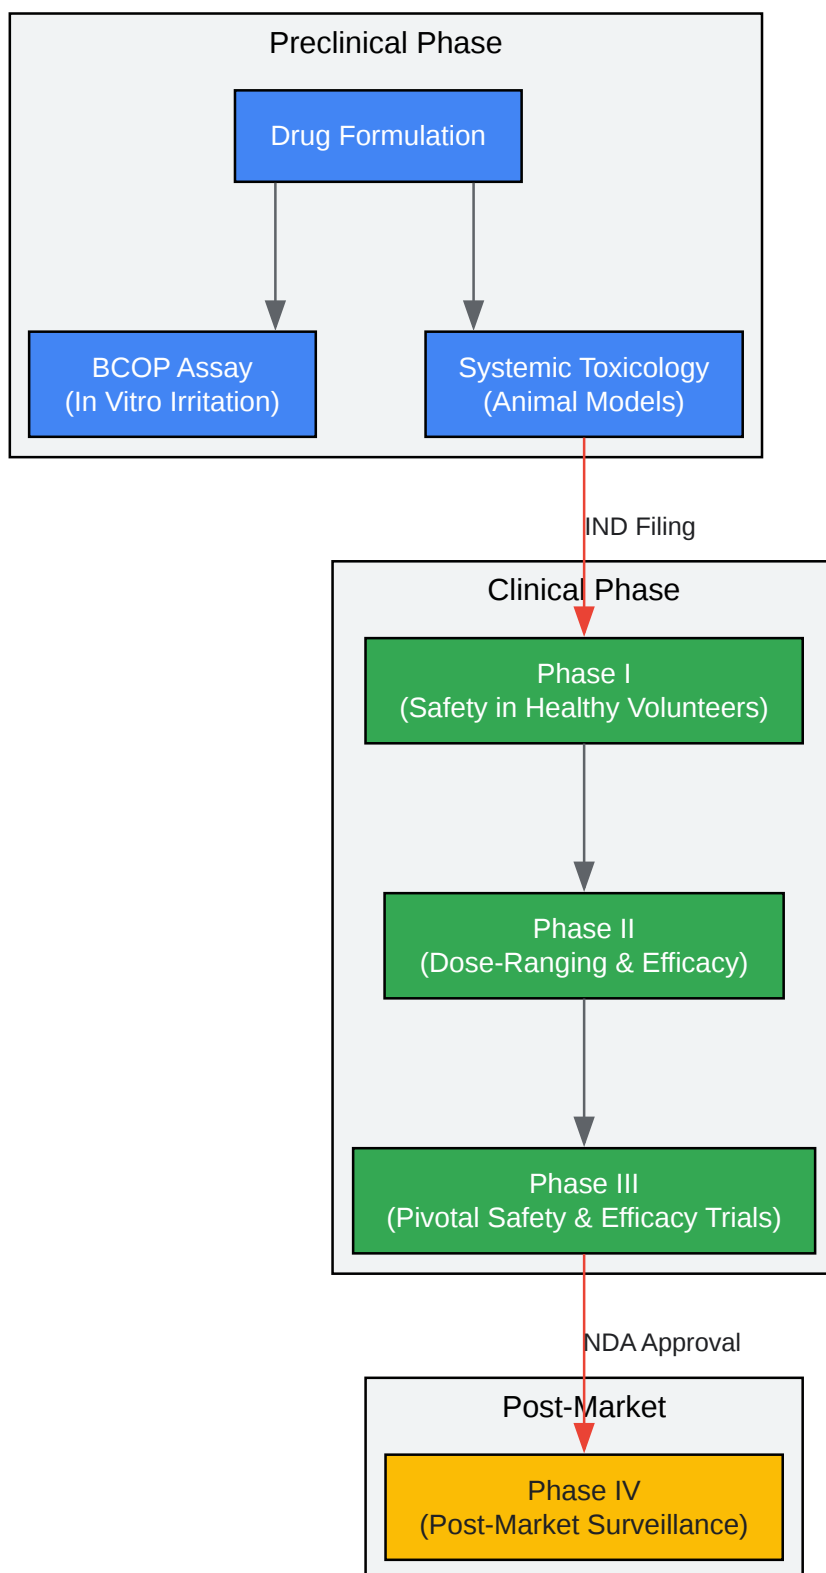 Preclinical Phase
Drug Formulation
BCOP Assay
(In Vitro Irritation)
Systemic Toxicology
(Animal Models)
IND Filing
Clinical Phase
Phase I
(Safety in Healthy Volunteers)
Phase II
(Dose-Ranging & Efficacy)
Phase III
(Pivotal Safety & Efficacy Trials)
NDA Approval
Post-Market
Phase IV
(Post-Market Surveillance)